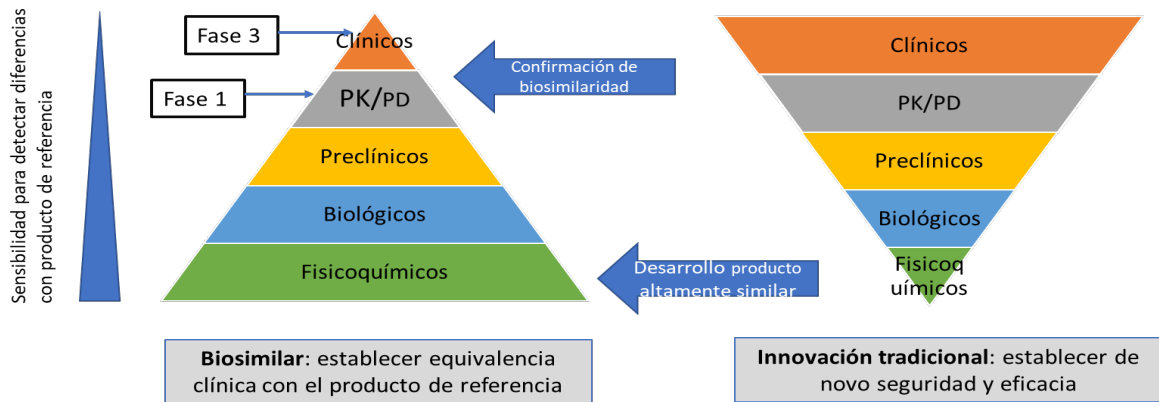 Sensibilidad para detectar diferencias
con producto de referencia
Fase 3
Fase 1
Clínicos
PK/PD
Preclínicos
Biológicos
Fisicoquímicos
Confirmación de
biosimilaridad
Desarrollo producto
altamente similar
Biosimilar: establecer equivalencia
clínica con el producto de referencia
Clínicos
PK/PD
Preclínicos
Biológicos
Fisicoq
uímicos
Innovación tradicional: establecer de
novo seguridad y eficacia